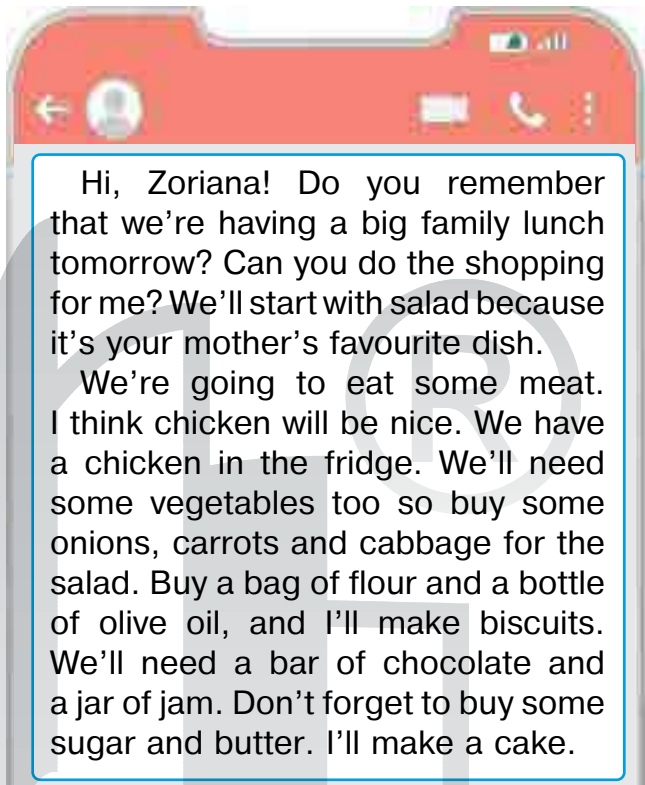 Hi, Zoriana! Do you remember
that we're having a big family lunch
tomorrow? Can you do the shopping
for me? We'll start with salad because
it's your mother's favourite dish.
We're going to eat some meat.
I think chicken will be nice. We have
a chicken in the fridge. We'll need
some vegetables too so buy some
onions, carrots and cabbage for the
salad. Buy a bag of flour and a bottle
of olive oil, and I'll make biscuits.
We'll need a bar of chocolate and
a jar of jam. Don't forget to buy some
sugar and butter. I'll make a cake.